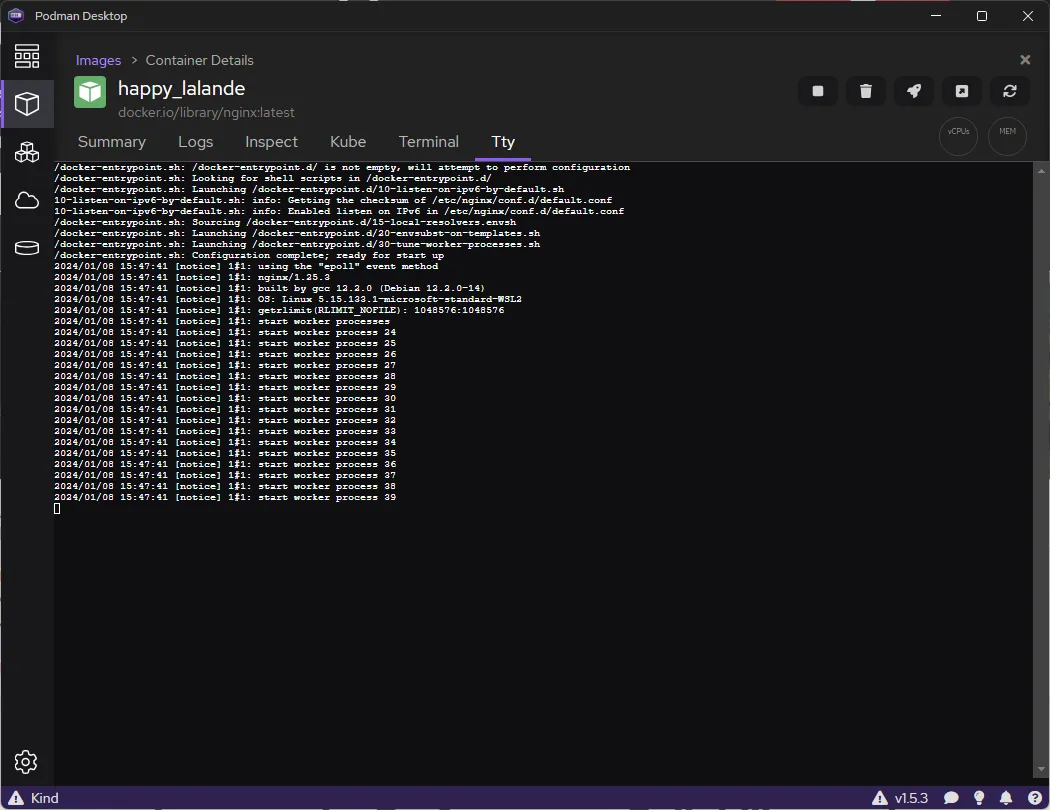 Podman Desktop
Images > Container Details
happy_lalande
docker.io/library/nginx:latest
Summary Logs Inspect Kube Terminal Tty
vCPUs MEM
/docker-entrypoint.sh: /docker-entrypoint.d/ is not empty, will attempt to perform configuration
/docker-entrypoint.sh: Looking for shell scripts in /docker-entrypoint.d/
/docker-entrypoint.sh: Launching /docker-entrypoint.d/10-listen-on-ipv6-by-default.sh
10-listen-on-ipv6-by-default.sh: info: Getting the checksum of /etc/nginx/conf.d/default.conf
10-listen-on-ipv6-by-default.sh: info: Enabled listen on IPv6 in /etc/nginx/conf.d/default.conf
/docker-entrypoint.sh: Sourcing /docker-entrypoint.d/15-local-resolvers.envsh
/docker-entrypoint.sh: Launching /docker-entrypoint.d/20-envsubst-on-templates.sh
/docker-entrypoint.sh: Launching /docker-entrypoint.d/30-tune-worker-processes.sh
/docker-entrypoint.sh: Configuration complete; ready for start up
2024/01/08 15:47:41 [notice] 1#1: using the "epoll" event method
2024/01/08 15:47:41 [notice] 1#1: nginx/1.25.3
2024/01/08 15:47:41 [notice] 1#1: built by gcc 12.2.0 (Debian 12.2.0-14)
2024/01/08 15:47:41 [notice] 1#1: OS: Linux 5.15.133.1-microsoft-standard-WSL2
2024/01/08 15:47:41 [notice] 1#1: getrlimit(RLIMIT_NOFILE): 1048576:1048576
2024/01/08 15:47:41 [notice] 1#1: start worker processes
2024/01/08 15:47:41 [notice] 1#1: start worker process 24
2024/01/08 15:47:41 [notice] 1#1: start worker process 25
2024/01/08 15:47:41 [notice] 1#1: start worker process 26
2024/01/08 15:47:41 [notice] 1#1: start worker process 27
2024/01/08 15:47:41 [notice] 1#1: start worker process 28
2024/01/08 15:47:41 [notice] 1#1: start worker process 29
2024/01/08 15:47:41 [notice] 1#1: start worker process 30
2024/01/08 15:47:41 [notice] 1#1: start worker process 31
2024/01/08 15:47:41 [notice] 1#1: start worker process 32
2024/01/08 15:47:41 [notice] 1#1: start worker process 33
2024/01/08 15:47:41 [notice] 1#1: start worker process 34
2024/01/08 15:47:41 [notice] 1#1: start worker process 35
2024/01/08 15:47:41 [notice] 1#1: start worker process 36
2024/01/08 15:47:41 [notice] 1#1: start worker process 37
2024/01/08 15:47:41 [notice] 1#1: start worker process 38
2024/01/08 15:47:41 [notice] 1#1: start worker process 39
Kind v1.5.3